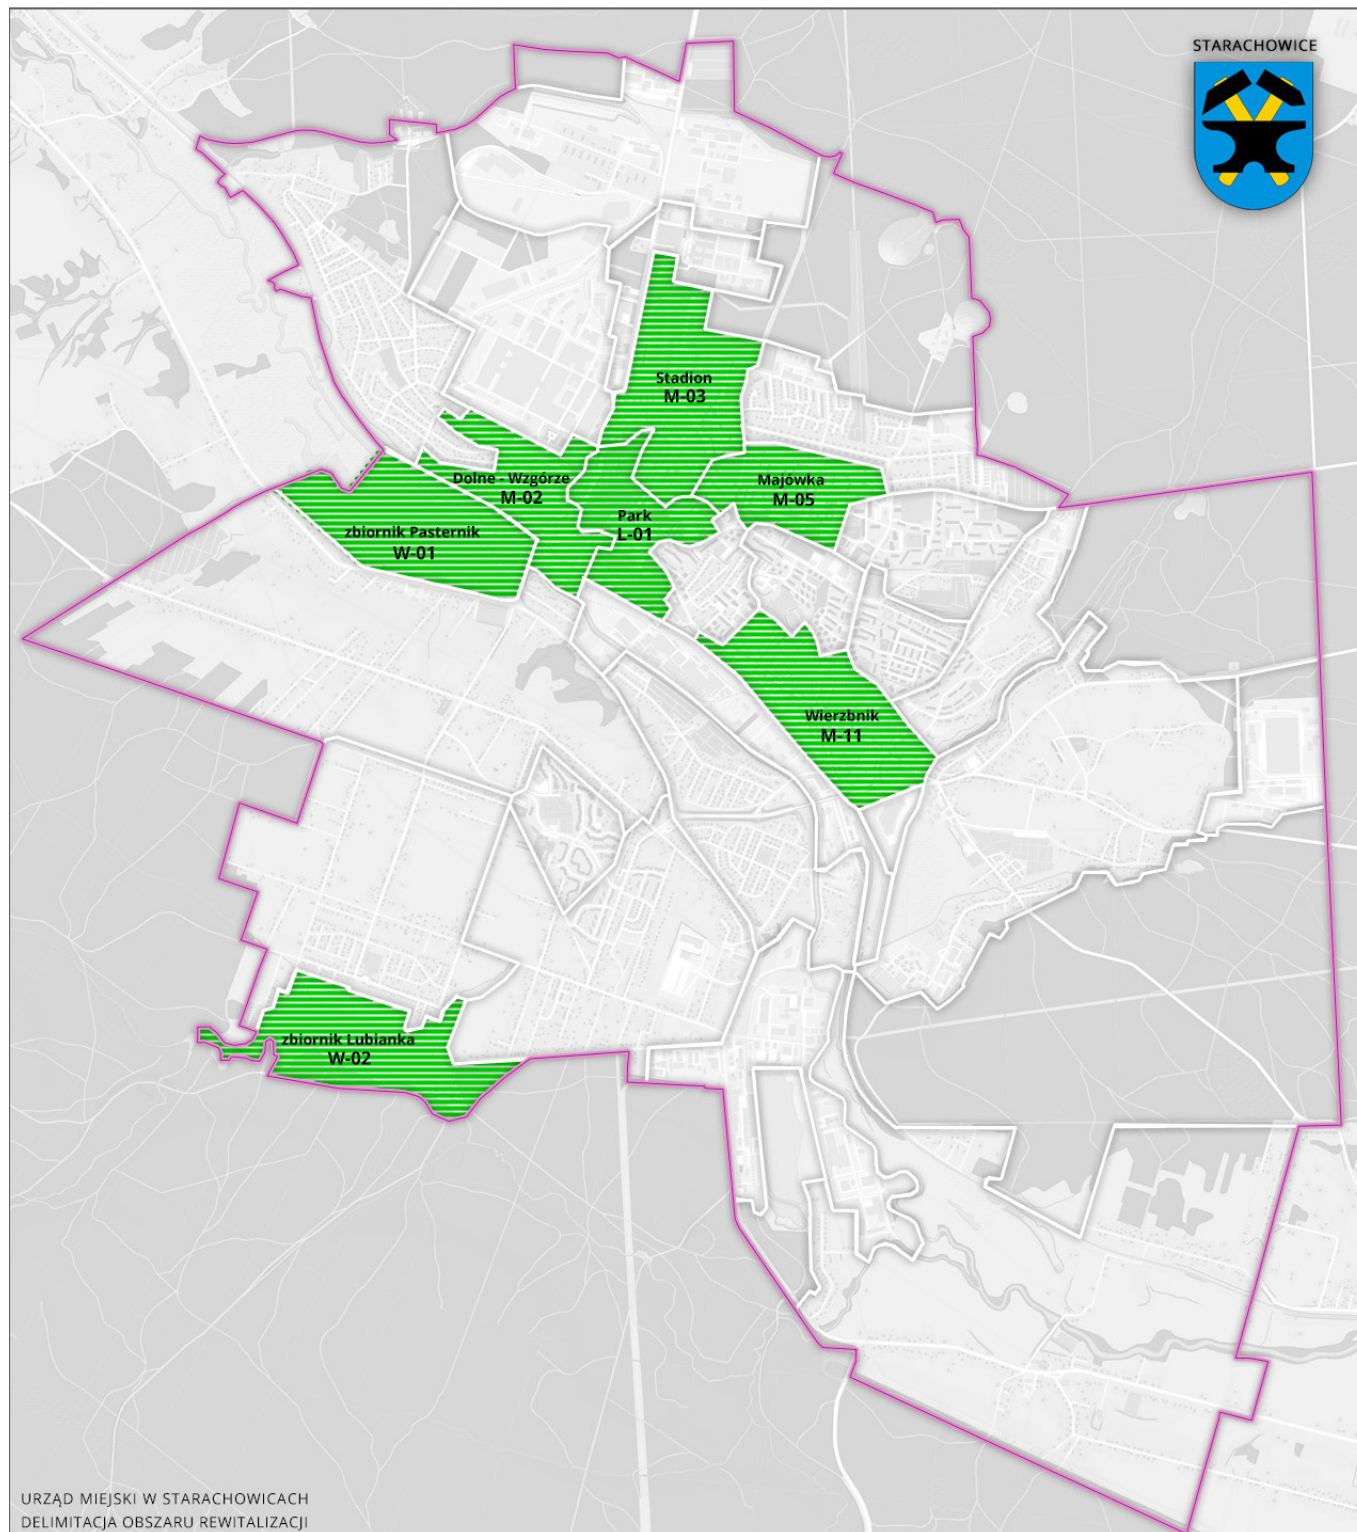 STARACHOWICE
Stadion
M-03
Dolne - Wzgórze
M-02
Majówka
M-05
Park
L-01
zbiornik Pasternik
W-01
Wierzbnik
M-11
zbiornik Lubianka
W-02
URZĄD MIEJSKI W STARACHOWICACH
DELIMITACJA OBSZARU REWITALIZACJI